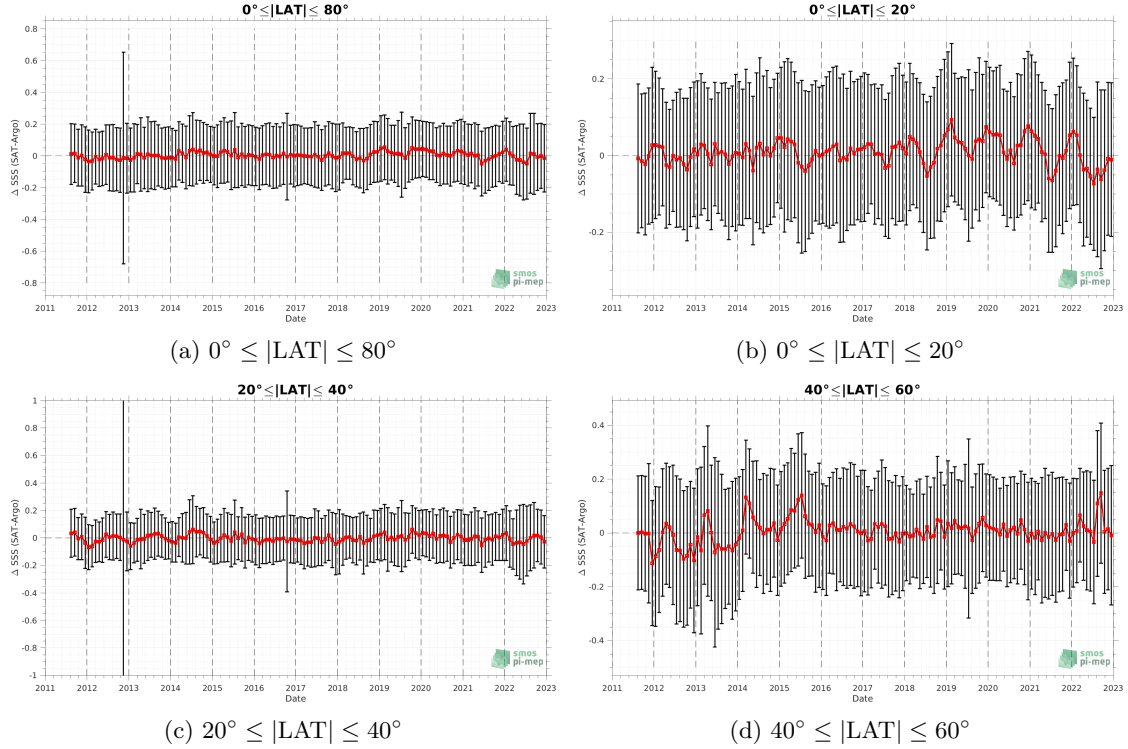 0°≤|LAT|≤ 80°
Δ SSS (SAT-Argo)
0.8
0.6
0.4
0.2
0
-0.2
-0.4
-0.6
-0.8
2011 2012 2013 2014 2015 2016 2017 2018 2019 2020 2021 2022 2023
Date
smos
pi-mep
(a) 0° ≤ |LAT| ≤ 80°
0°≤|LAT|≤ 20°
Δ SSS (SAT-Argo)
0.2
0
0.2
2011 2012 2013 2014 2015 2016 2017 2018 2019 2020 2021 2022 2023
Date
smos
pi-mep
(b) 0° ≤ |LAT| ≤ 20°
20°≤|LAT|≤ 40°
Δ SSS (SAT-Argo)
1
0.8
0.6
0.4
0.2
0
-0.2
-0.4
-0.6
-0.8
-1
2011 2012 2013 2014 2015 2016 2017 2018 2019 2020 2021 2022 2023
Date
smos
pi-mep
(c) 20° ≤ |LAT| ≤ 40°
40°≤|LAT|≤ 60°
Δ SSS (SAT-Argo)
0.4
0.2
0
-0.2
-0.4
2011 2012 2013 2014 2015 2016 2017 2018 2019 2020 2021 2022 2023
Date
smos
pi-mep
(d) 40° ≤ |LAT| ≤ 60°